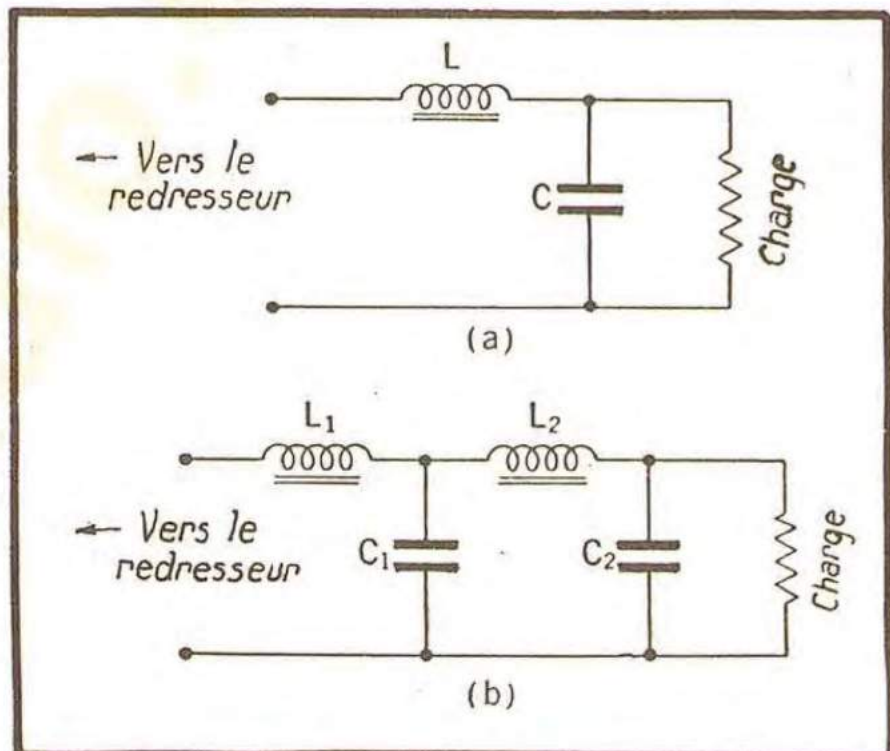 L
← Vers le
redresseur
C
Charge
(a)
L₁
L₂
← Vers le
redresseur
C₁
C₂
Charge
(b)